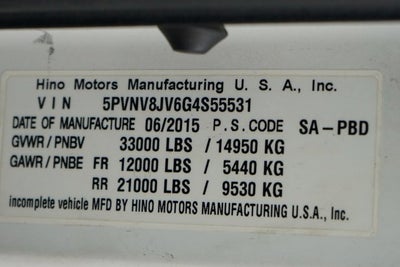 Hino Motors Manufacturing U. S. A., Inc.
VIN 5PVNV8JV6G4S55531
DATE OF MANUFACTURE 06/2015 P.S.CODE SA-PBD
GVWR/PNBV 33000 LBS / 14950 KG
GAWR/PNBE FR 12000 LBS / 5440 KG
RR 21000 LBS / 9530 KG
incomplete vehicle MFD BY HINO MOTORS MANUFACTURING U.S.A., Inc.